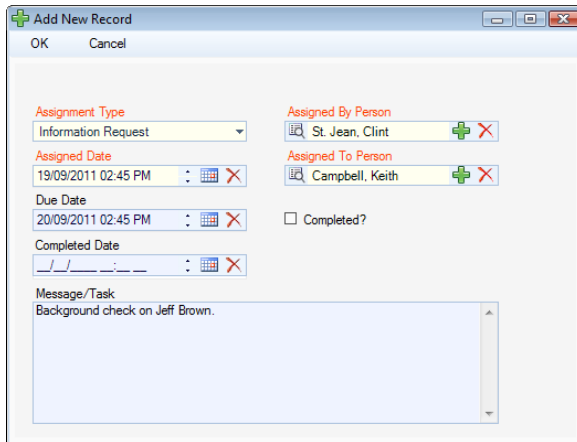 Add New Record
OK Cancel
Assignment Type
Information Request
Assigned By Person
St. Jean, Clint
Assigned Date
19/09/2011 02:45 PM
Assigned To Person
Campbell, Keith
Due Date
20/09/2011 02:45 PM
Completed?
Completed Date
__/__/____ __:__ __
Message/Task
Background check on Jeff Brown.